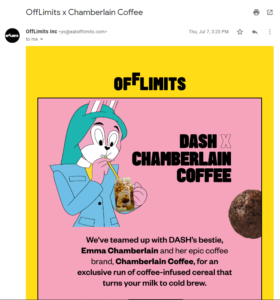 OffLimits x Chamberlain Coffee
OffLimits Inc <yo@eatofflimits.com>
Thu, Jul 7, 3:20 PM
to me
OFFLIMITS
DASH X
CHAMBERLAIN
COFFEE
We've teamed up with DASH's bestie,
Emma Chamberlain and her epic coffee
brand, Chamberlain Coffee, for an
exclusive run of coffee-infused cereal that
turns your milk to cold brew.